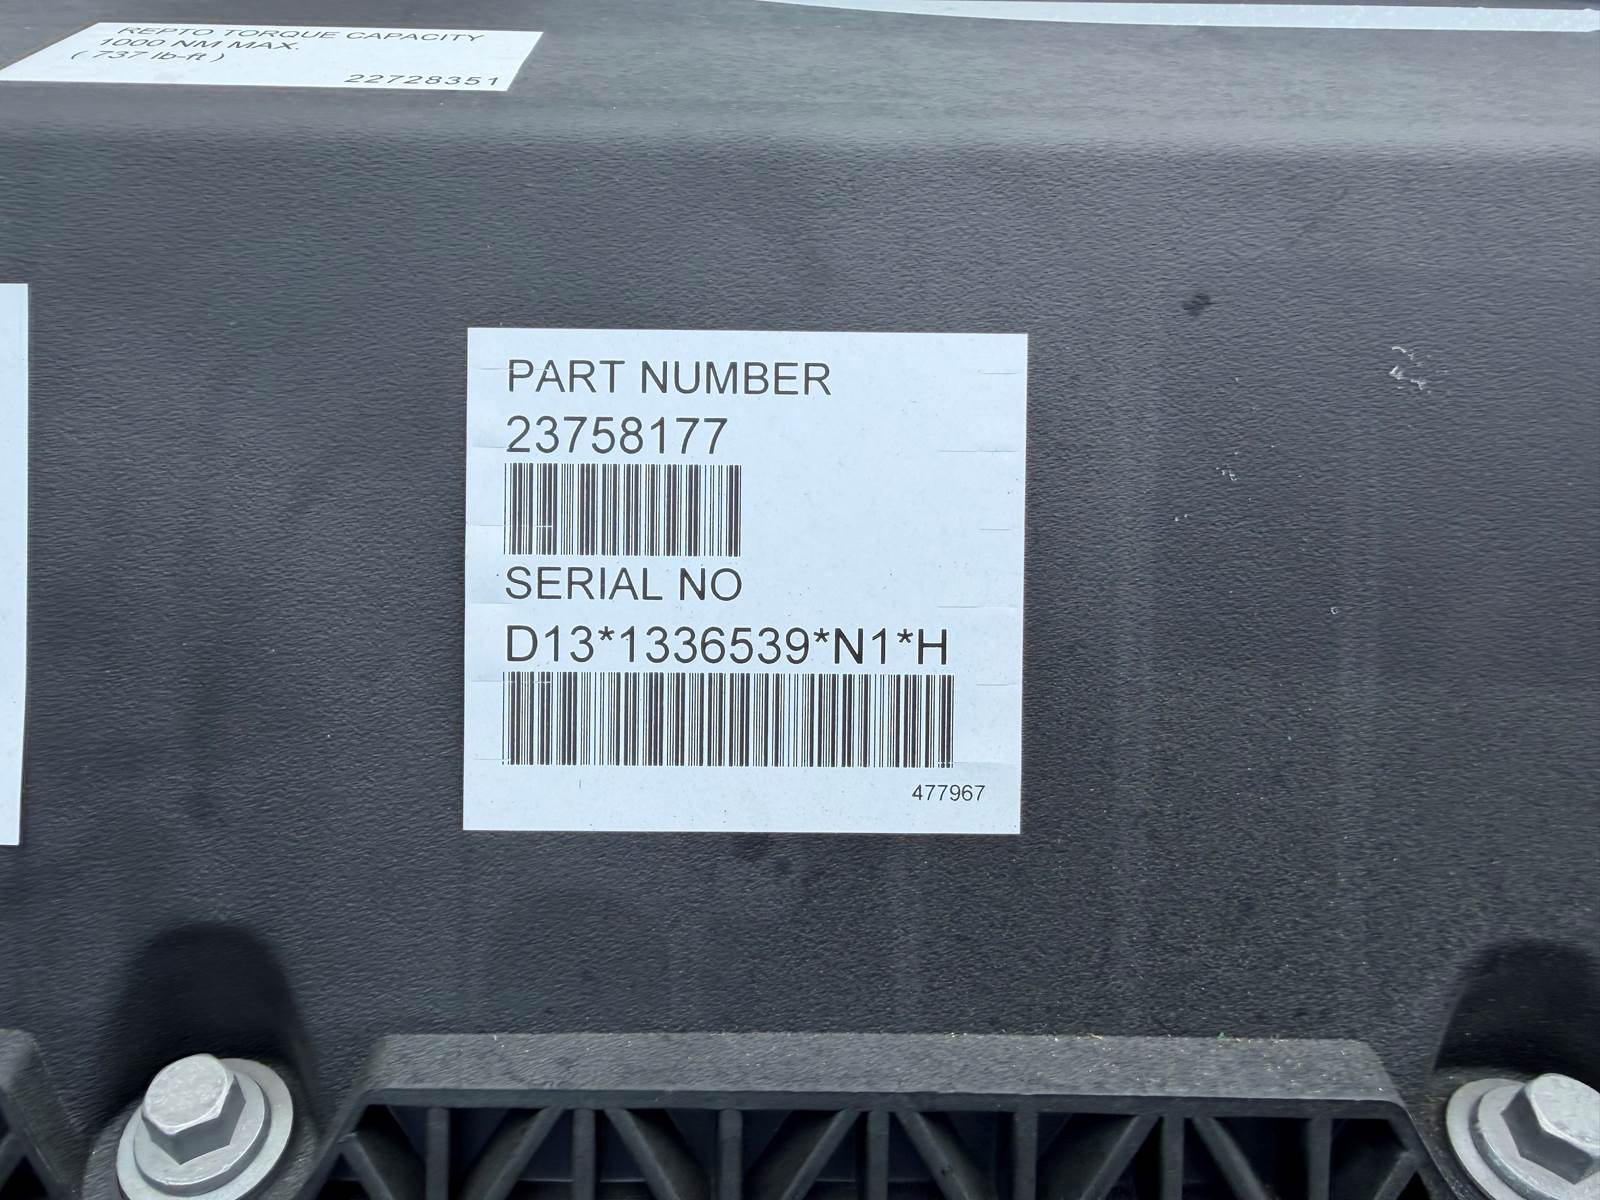 REPTO TORQUE CAPACITY
1000 NM MAX.
( 737 lb-ft )
22728351
PART NUMBER
23758177
SERIAL NO
D13*1336539*N1*H
477967